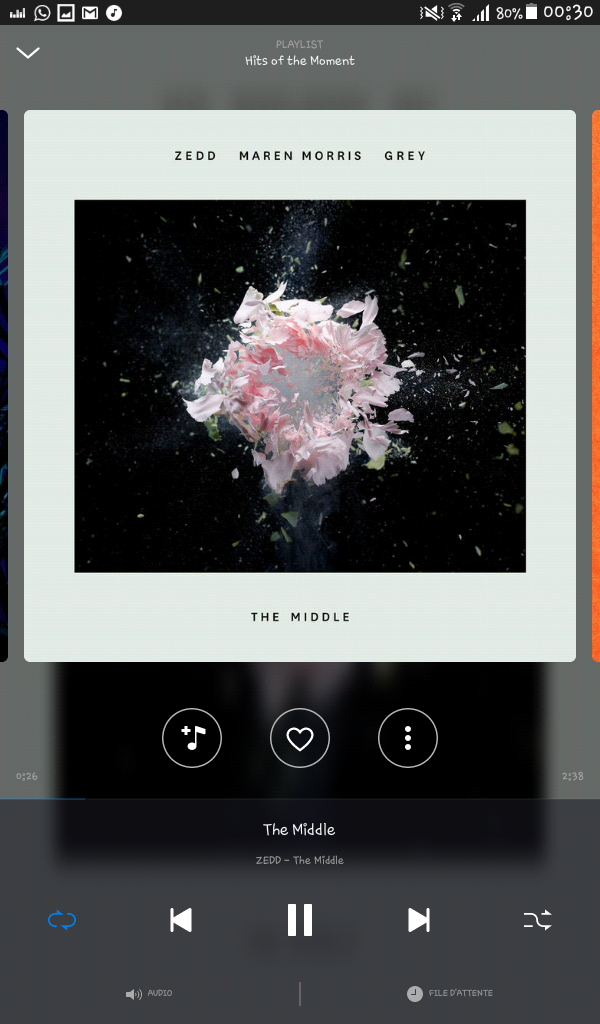 80% 00:30
PLAYLIST
Hits of the Moment
ZEDD MAREN MORRIS GREY
THE MIDDLE
0:26 2:38
The Middle
ZEDD - The Middle
AUDIO FILE D'ATTENTE